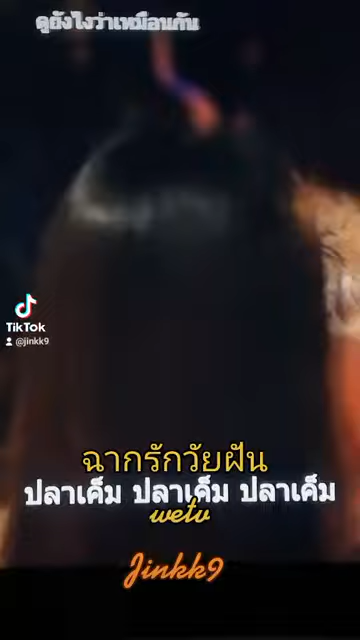 ดูยังไงว่าเหมือนกัน
TikTok
@jinkk9
ฉากรักวัยฝัน
ปลาเค็ม ปลาเค็ม ปลาเค็ม
wetv
Jinkk9